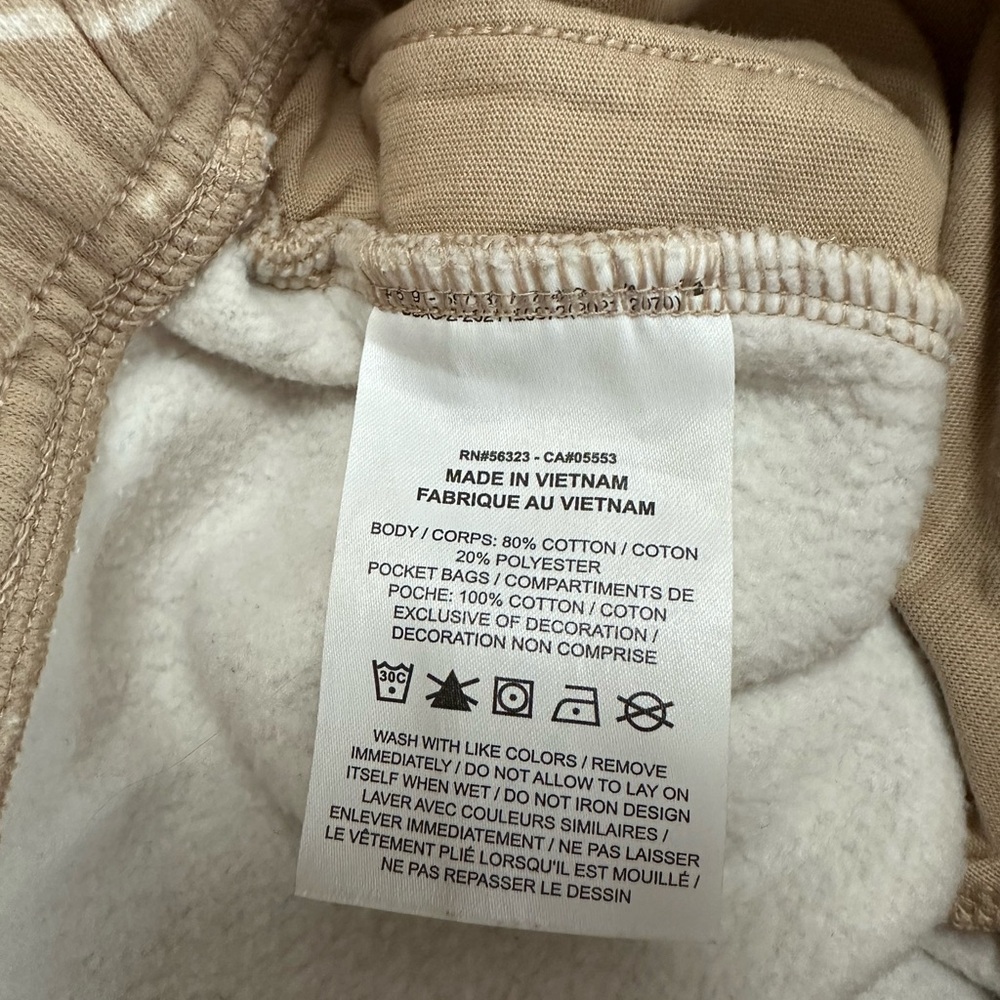 RN#56323 - CA#05553
MADE IN VIETNAM
FABRIQUE AU VIETNAM
BODY / CORPS: 80% COTTON / COTON
20% POLYESTER
POCKET BAGS / COMPARTIMENTS DE
POCHE: 100% COTTON / COTON
EXCLUSIVE OF DECORATION /
DECORATION NON COMPRISE
30C
WASH WITH LIKE COLORS / REMOVE
IMMEDIATELY / DO NOT ALLOW TO LAY ON
ITSELF WHEN WET / DO NOT IRON DESIGN
LAVER AVEC COULEURS SIMILAIRES /
ENLEVER IMMEDIATEMENT / NE PAS LAISSER
LE VÊTEMENT PLIÉ LORSQU'IL EST MOUILLÉ /
NE PAS REPASSER LE DESSIN